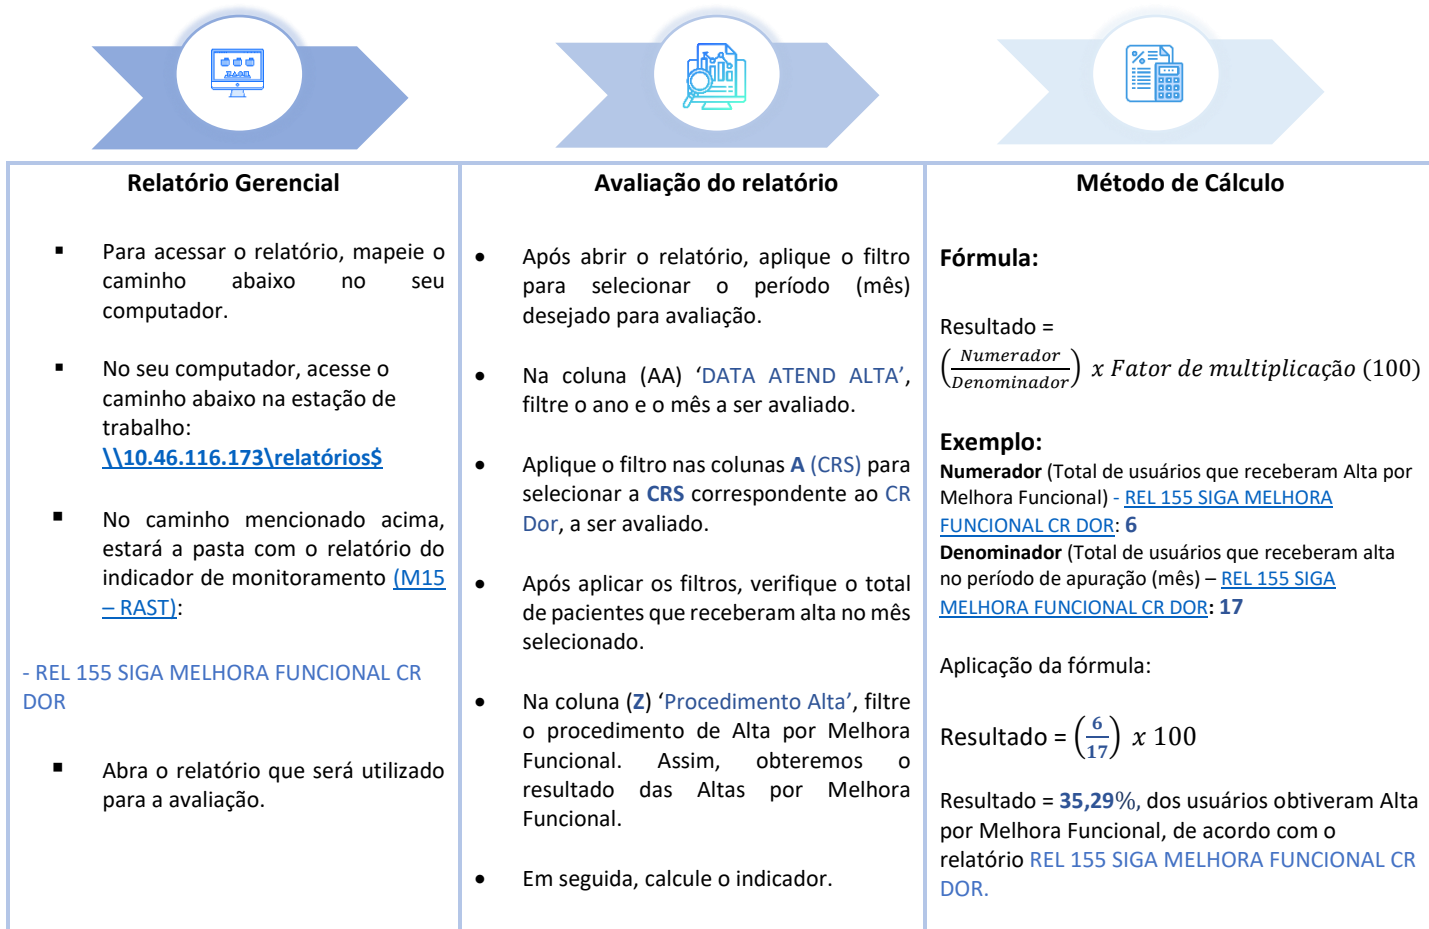 Relatório Gerencial
▪ Para acessar o relatório, mapeie o
caminho abaixo no seu
computador.
▪ No seu computador, acesse o
caminho abaixo na estação de
trabalho:
\\10.46.116.173\relatórios$
▪ No caminho mencionado acima,
estará a pasta com o relatório do
indicador de monitoramento (M15
– RAST):
- REL 155 SIGA MELHORA FUNCIONAL CR
DOR
▪ Abra o relatório que será utilizado
para a avaliação.
Avaliação do relatório
• Após abrir o relatório, aplique o filtro
para selecionar o período (mês)
desejado para avaliação.
• Na coluna (AA) ‘DATA ATEND ALTA’,
filtre o ano e o mês a ser avaliado.
• Aplique o filtro nas colunas A (CRS) para
selecionar a CRS correspondente ao CR
Dor, a ser avaliado.
• Após aplicar os filtros, verifique o total
de pacientes que receberam alta no mês
selecionado.
• Na coluna (Z) ‘Procedimento Alta’, filtre
o procedimento de Alta por Melhora
Funcional. Assim, obteremos o
resultado das Altas por Melhora
Funcional.
• Em seguida, calcule o indicador.
Método de Cálculo
Fórmula:
Resultado =
(Numerador/Denominador) x Fator de multiplicação (100)
Exemplo:
Numerador (Total de usuários que receberam Alta por
Melhora Funcional) - REL 155 SIGA MELHORA
FUNCIONAL CR DOR: 6
Denominador (Total de usuários que receberam alta
no período de apuração (mês) – REL 155 SIGA
MELHORA FUNCIONAL CR DOR: 17
Aplicação da fórmula:
Resultado = (6/17) x 100
Resultado = 35,29%, dos usuários obtiveram Alta
por Melhora Funcional, de acordo com o
relatório REL 155 SIGA MELHORA FUNCIONAL CR
DOR.